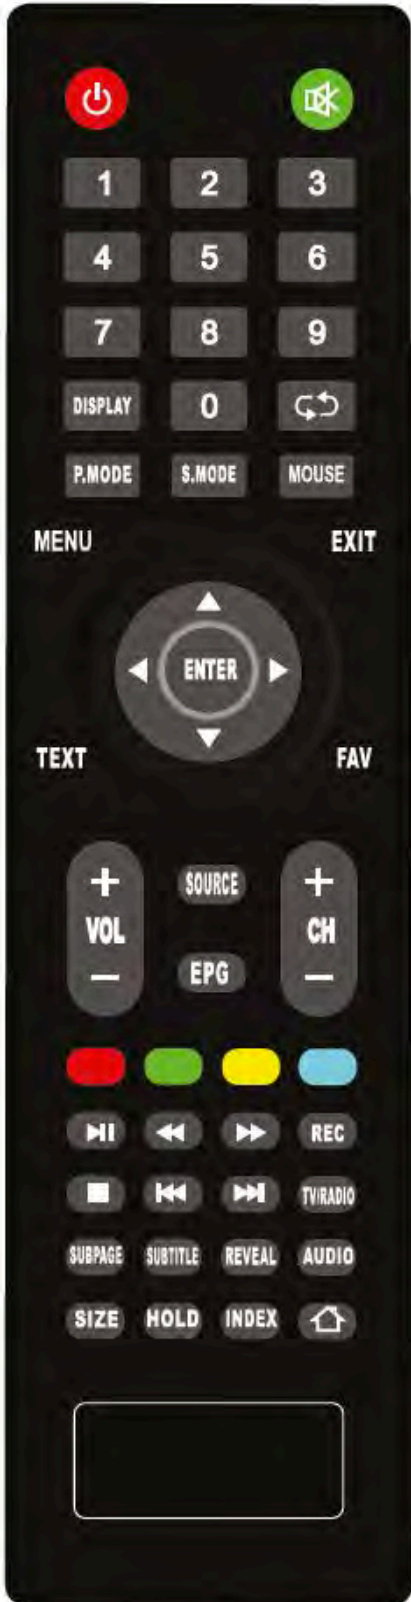 1 2 3
4 5 6
7 8 9
DISPLAY 0
P.MODE S.MODE MOUSE
MENU EXIT
ENTER
TEXT FAV
+ SOURCE +
VOL CH
- EPG -
REC
TV/RADIO
SUBPAGE SUBTITLE REVEAL AUDIO
SIZE HOLD INDEX